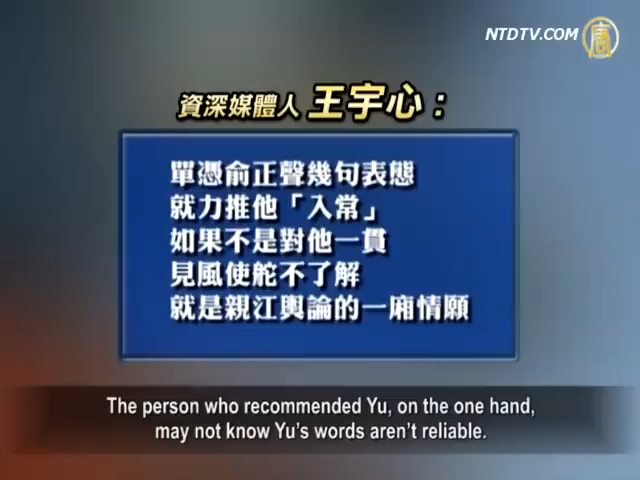 NTDTV.COM
資深媒體人 王宇心：
單憑俞正聲幾句表態
就力推他「入常」
如果不是對他一貫
見風使舵不了解
就是親江輿論的一廂情願
The person who recommended Yu, on the one hand,
may not know Yu's words aren't reliable.